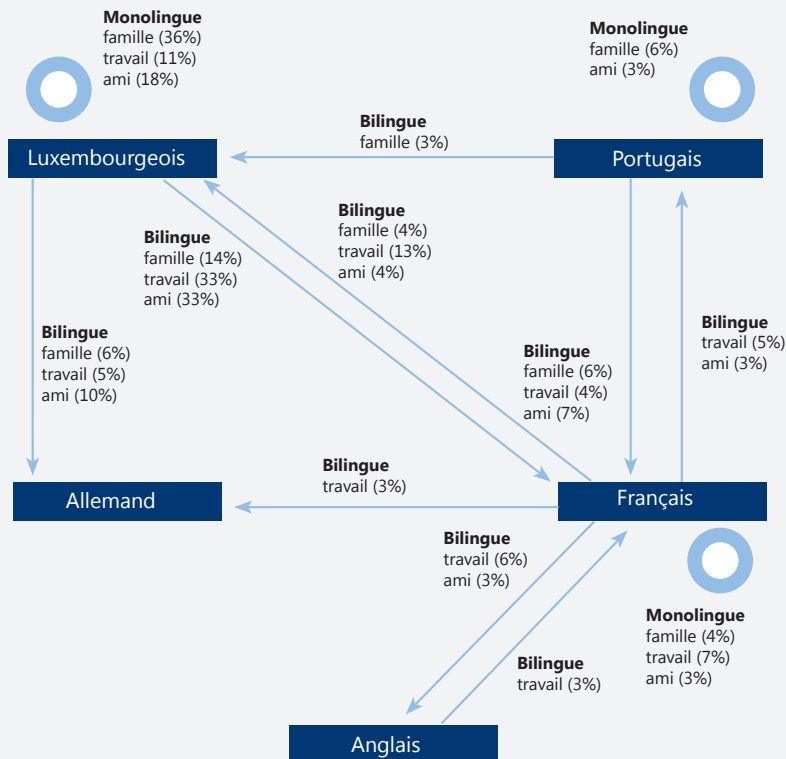 Monolingue
famille (36%)
travail (11%)
ami (18%)
Monolingue
famille (6%)
ami (3%)
Bilingue
famille (3%)
Luxembourgeois
Portugais
Bilingue
famille (14%)
travail (33%)
ami (33%)
Bilingue
famille (4%)
travail (13%)
ami (4%)
Bilingue
famille (6%)
travail (5%)
ami (10%)
Bilingue
famille (6%)
travail (4%)
ami (7%)
Bilingue
travail (5%)
ami (3%)
Bilingue
travail (3%)
Allemand
Français
Bilingue
travail (6%)
ami (3%)
Bilingue
travail (3%)
Monolingue
famille (4%)
travail (7%)
ami (3%)
Anglais